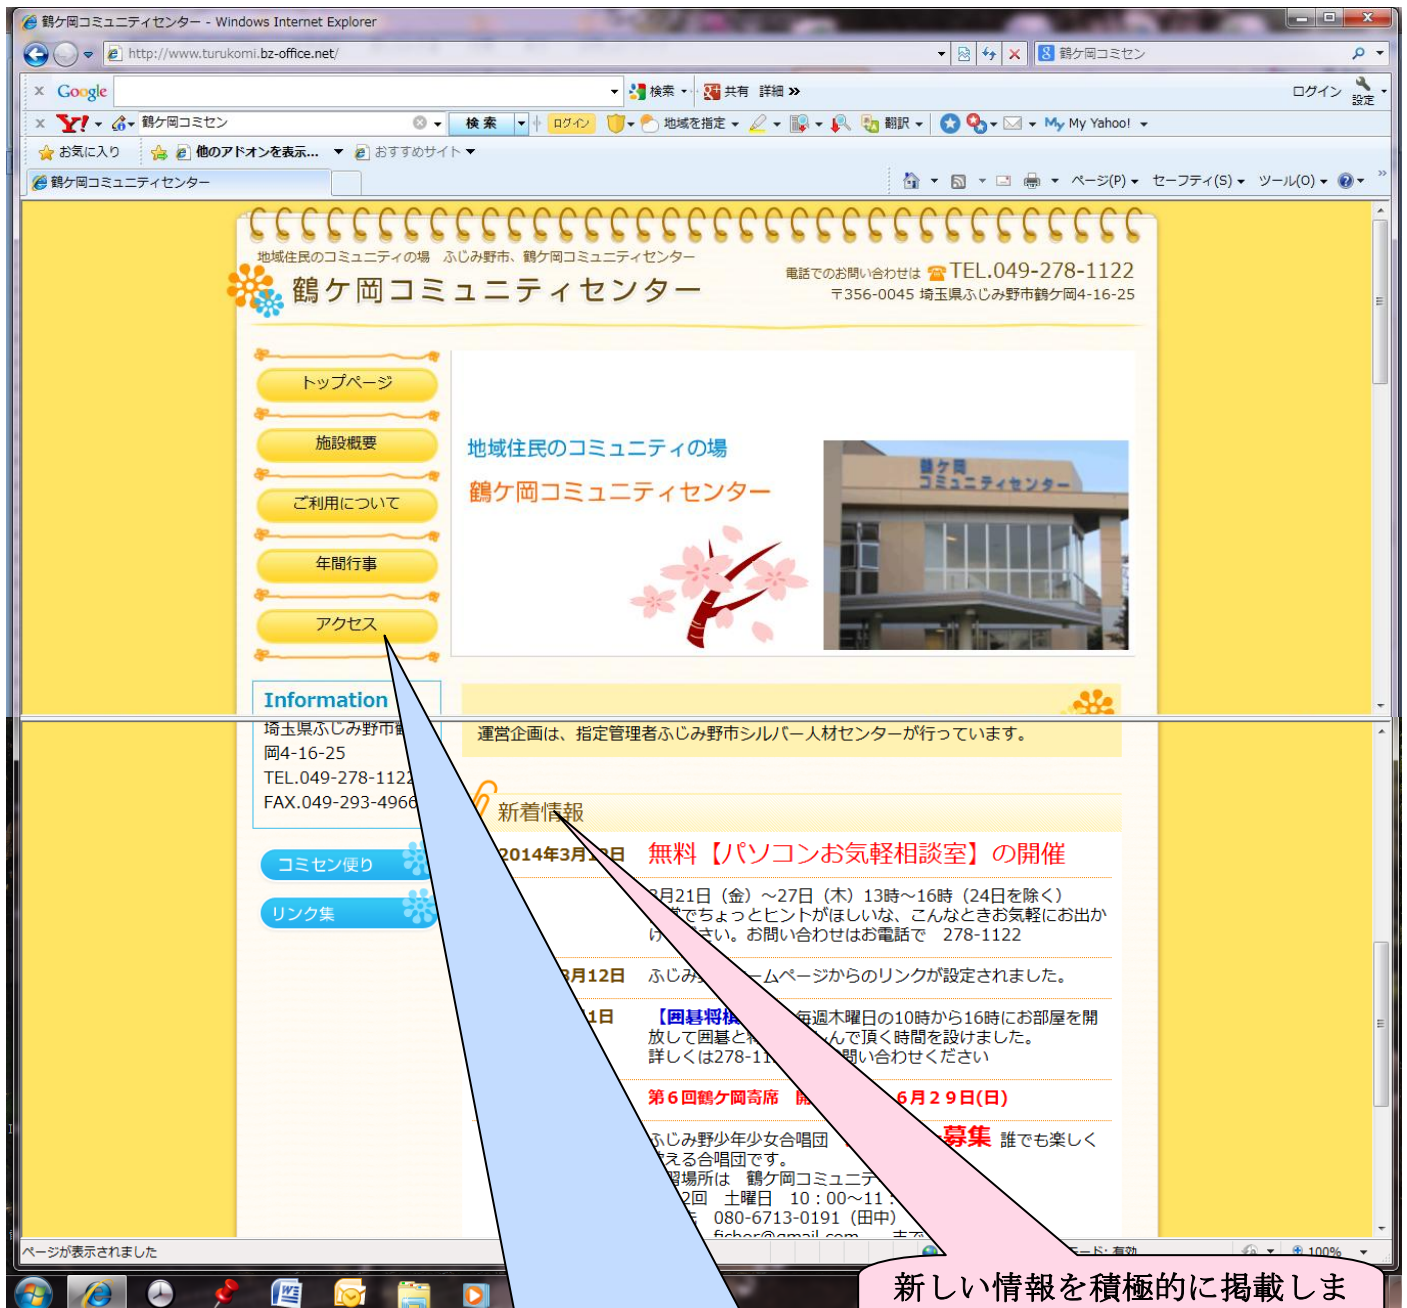 鶴ケ岡コミュニティセンター - Windows Internet Explorer
http://www.turukomi.bz-office.net/
鶴ケ岡コミセン
x Google 検索 共有 詳細 » ログイン 設定
x Y! 鶴ケ岡コミセン 検索 ログイン 地域を指定 翻訳 My My Yahoo!
お気に入り 他のアドオンを表示... おすすめサイト
鶴ケ岡コミュニティセンター ページ(P) セーフティ(S) ツール(O) »
地域住民のコミュニティの場 ふじみ野市、鶴ケ岡コミュニティセンター
鶴ケ岡コミュニティセンター
電話でのお問い合わせは ☎TEL.049-278-1122
〒356-0045 埼玉県ふじみ野市鶴ケ岡4-16-25
トップページ
施設概要
ご利用について
年間行事
アクセス
地域住民のコミュニティの場
鶴ケ岡コミュニティセンター
鶴ケ岡
コミュニティセンター
Information
埼玉県ふじみ野市
岡4-16-25
TEL.049-278-1122
FAX.049-293-4966
コミセン便り
リンク集
運営企画は、指定管理者ふじみ野市シルバー人材センターが行っています。
新着情報
2014年3月 日 無料【パソコンお気軽相談室】の開催
3月21日（金）～27日（木）13時～16時（24日を除く）
でちょっとヒントがほしいな、こんなときお気軽にお出か
け さい。お問い合わせはお電話で 278-1122
月12日 ふじみ ームページからのリンクが設定されました。
1日 【囲碁将棋 毎週木曜日の10時から16時にお部屋を開
放して囲碁と んで頂く時間を設けました。
詳しくは278-11 問い合わせください
第６回鶴ケ岡寄席 開 ６月２９日(日)
ふじみ野少年少女合唱団 募集 誰でも楽しく
える合唱団です。
習場所は 鶴ケ岡コミュニテ
2回 土曜日 10：00～11：
080-6713-0191（田中）
@gmail.com まで
ページが表示されました モード: 有効 100%
新しい情報を積極的に掲載しま